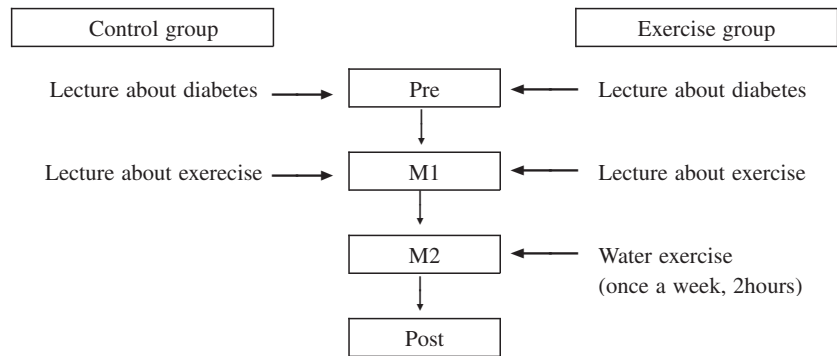 Control group
Exercise group
Lecture about diabetes
Pre
Lecture about diabetes
Lecture about exerecise
M1
Lecture about exercise
M2
Water exercise
(once a week, 2hours)
Post